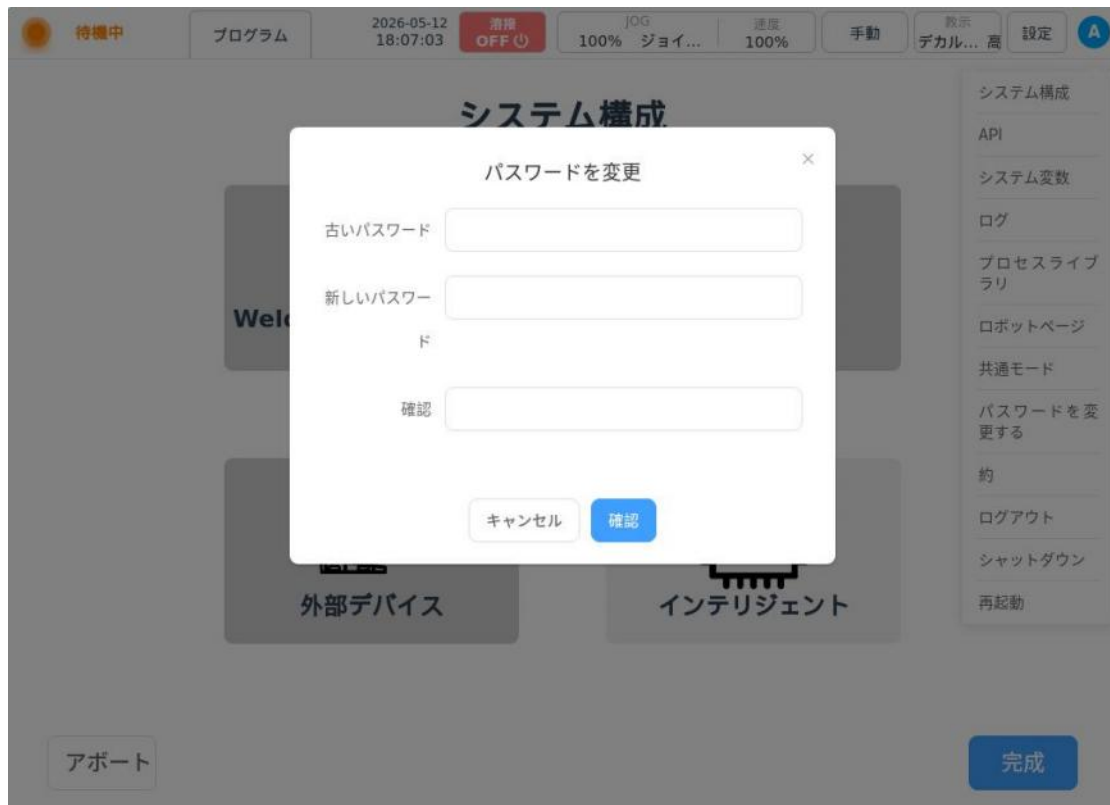 待機中
プログラム
2026-05-12
18:07:03
溶接
OFF
JOG
100% ジョイ...
速度
100%
手動
教示
デカル... 高
設定
A
システム構成
パスワードを変更
×
古いパスワード
新しいパスワー
ド
確認
キャンセル
確認
Welc
外部デバイス
インテリジェント
システム構成
API
システム変数
ログ
プロセスライブ
ラリ
ロボットページ
共通モード
パスワードを変
更する
約
ログアウト
シャットダウン
再起動
アボート
完成